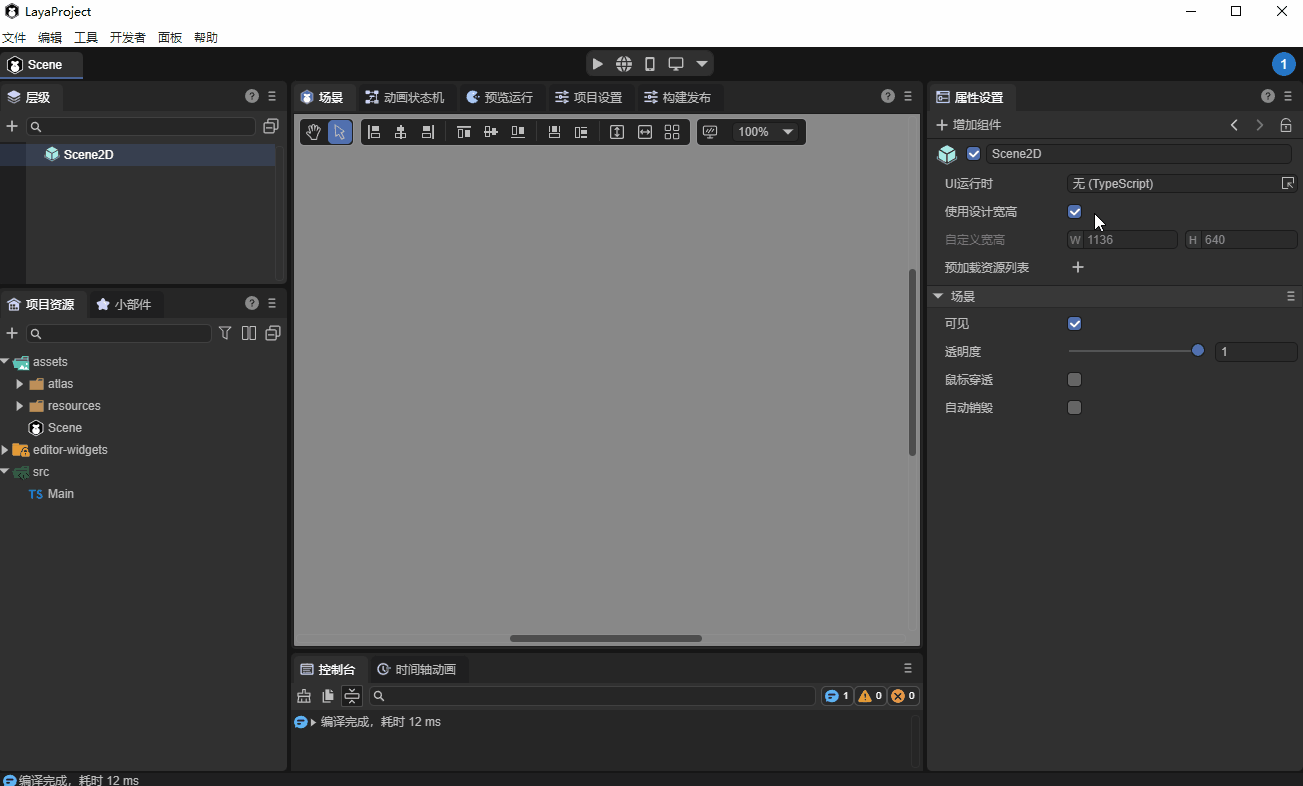 LayaProject
文件 编辑 工具 开发者 面板 帮助
Scene
1
层级
Scene2D
项目资源 小部件
assets
atlas
resources
Scene
editor-widgets
src
TS Main
场景 动画状态机 预览运行 项目设置 构建发布
100%
控制台 时间轴动画
1 0 0
编译完成，耗时 12 ms
属性设置
增加组件
Scene2D
UI运行时 无 (TypeScript)
使用设计宽高
自定义宽高 W 1136 H 640
预加载资源列表
场景
可见
透明度 1
鼠标穿透
自动销毁
编译完成，耗时 12 ms